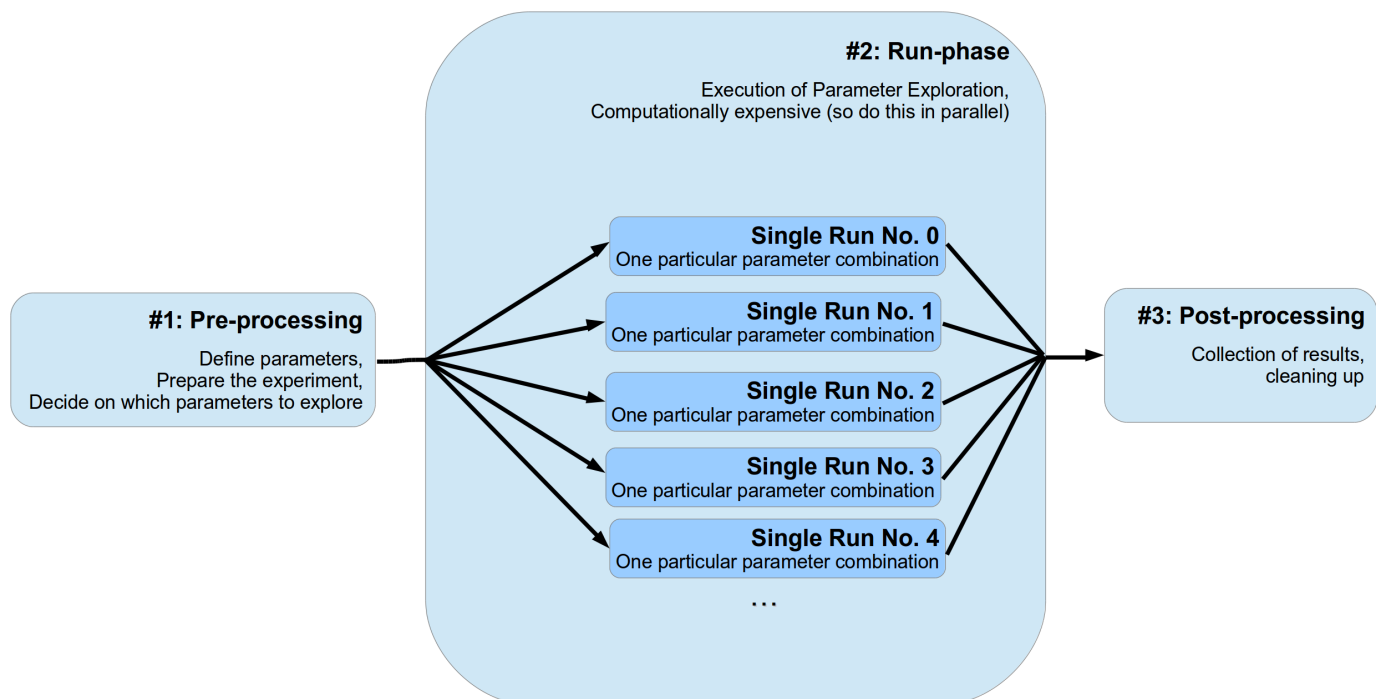 #1: Pre-processing
Define parameters,
Prepare the experiment,
Decide on which parameters to explore
#2: Run-phase
Execution of Parameter Exploration,
Computationally expensive (so do this in parallel)
Single Run No. 0
One particular parameter combination
Single Run No. 1
One particular parameter combination
Single Run No. 2
One particular parameter combination
Single Run No. 3
One particular parameter combination
Single Run No. 4
One particular parameter combination
...
#3: Post-processing
Collection of results,
cleaning up